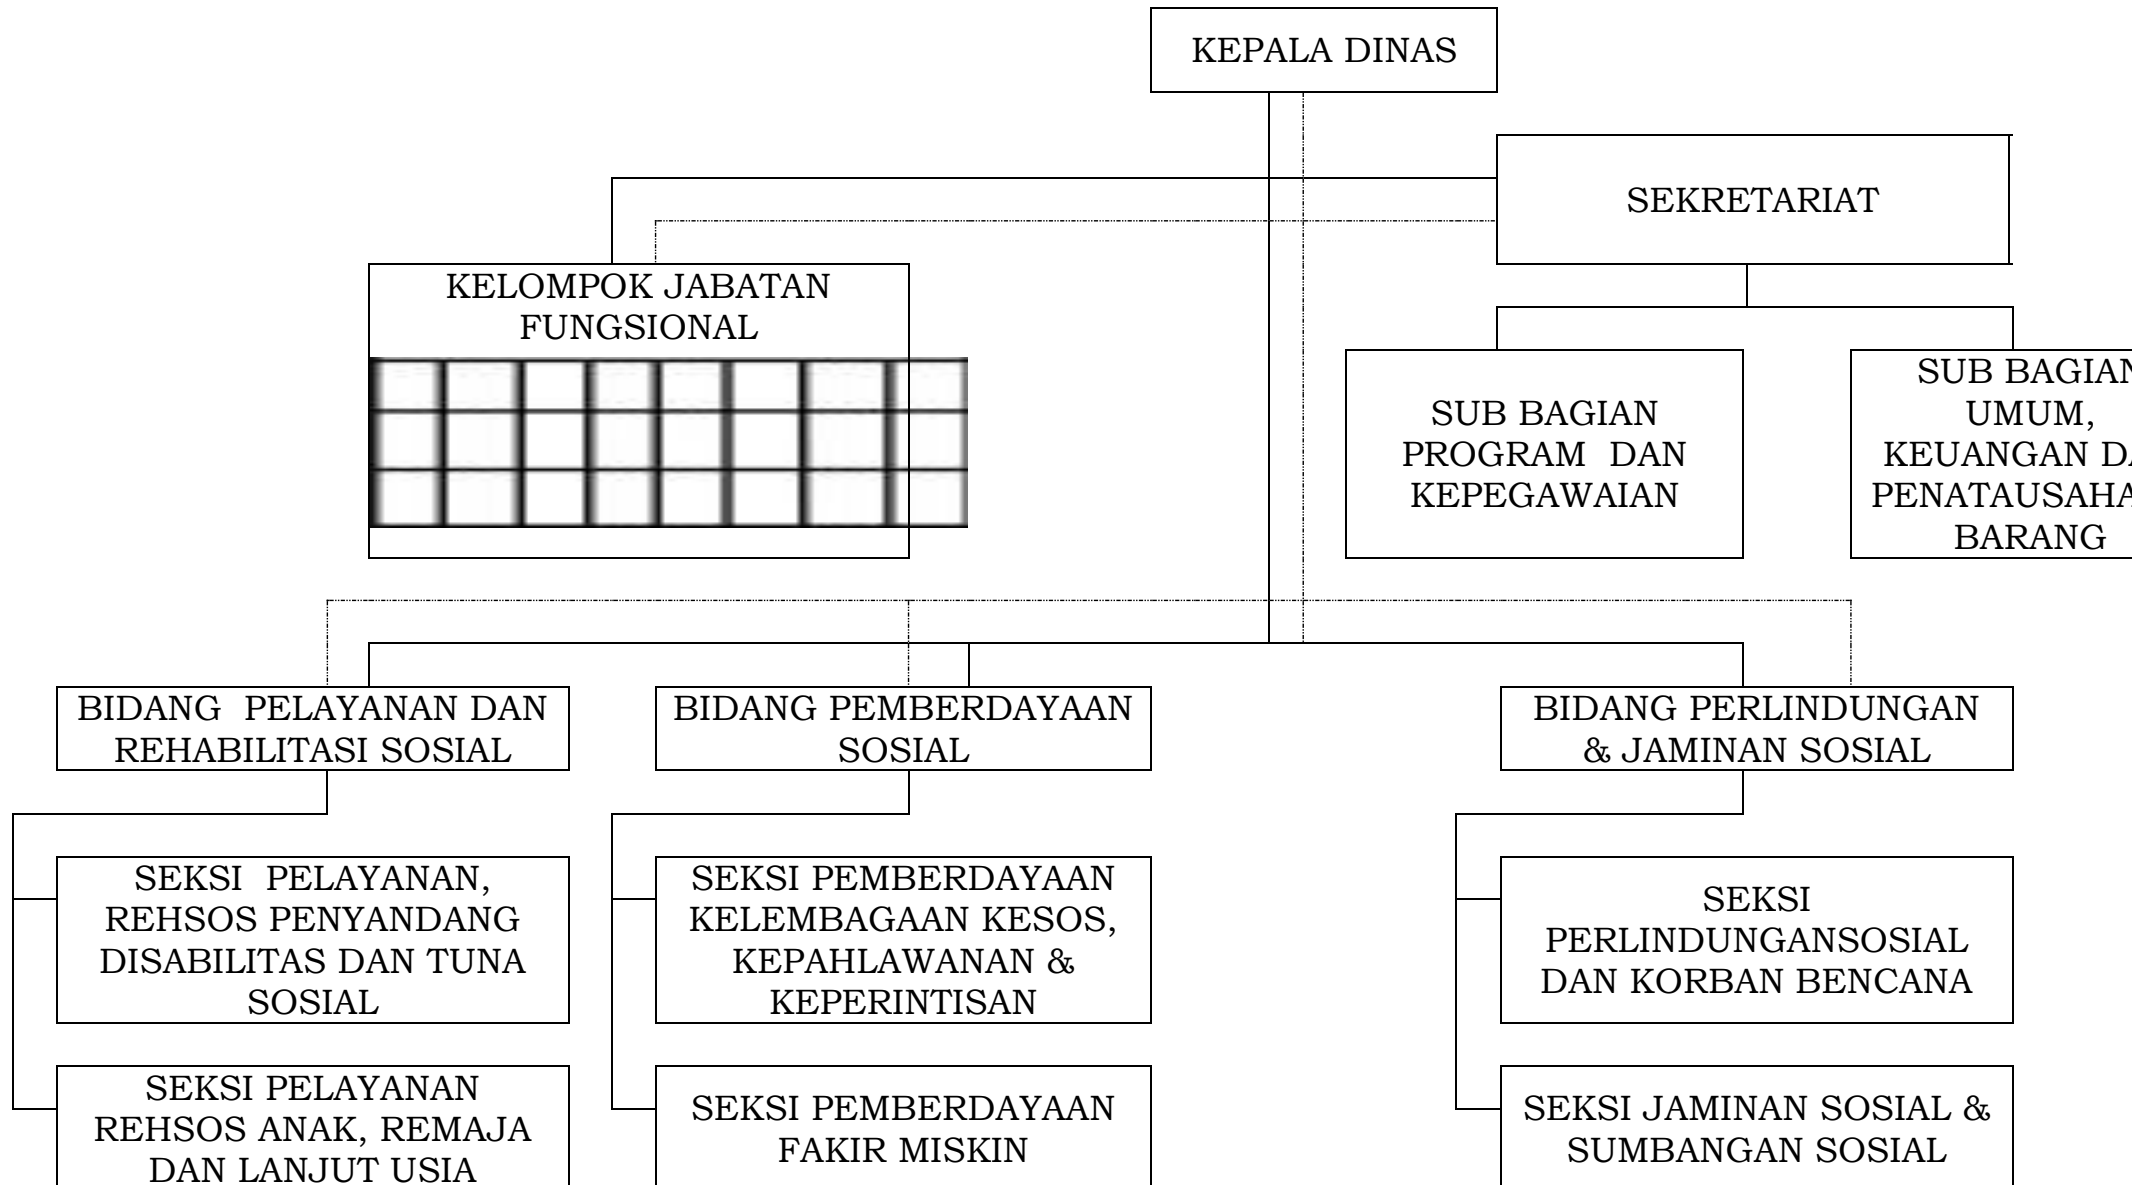 KEPALA DINAS
SEKRETARIAT
KELOMPOK JABATAN
FUNGSIONAL
SUB BAGIAN
PROGRAM  DAN
KEPEGAWAIAN
SUB BAGIAN
UMUM,
KEUANGAN
BARANG
BIDANG  PELAYANAN DAN
REHABILITASI SOSIAL
BIDANG PEMBERDAYAAN
SOSIAL
BIDANG PERLINDUNGAN
& JAMINAN SOSIAL
SEKSI  PELAYANAN,
REHSOS PENYANDANG
DISABILITAS DAN TUNA
SOSIAL
SEKSI PEMBERDAYAAN
KELEMBAGAAN KESOS,
KEPAHLAWANAN &
KEPERINTISAN
SEKSI
PERLINDUNGANSOSIAL
DAN KORBAN BENCANA
SEKSI PELAYANAN
REHSOS ANAK, REMAJA
DAN LANJUT USIA
SEKSI PEMBERDAYAAN
FAKIR MISKIN
SEKSI JAMINAN SOSIAL &
SUMBANGAN SOSIAL